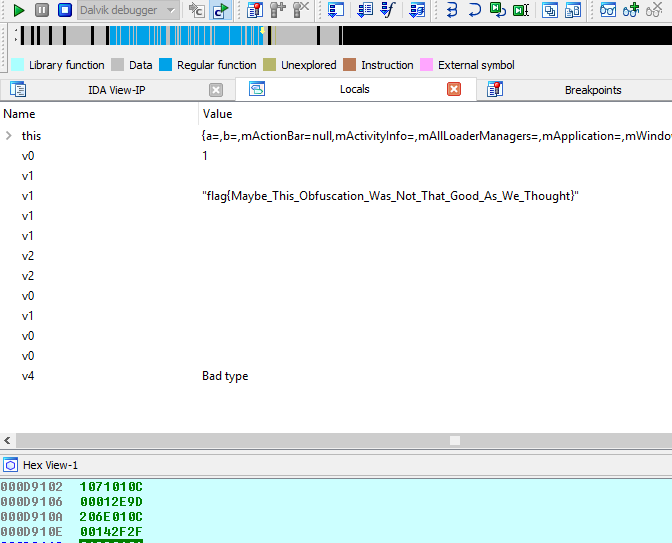 Dalvik debugger
Library function Data Regular function Unexplored Instruction External symbol
IDA View-IP Locals Breakpoints
Name Value
this {a=,b=,mActionBar=null,mActivityInfo=,mAllLoaderManagers=,mApplication=,mWindo
v0 1
v1
v1 "flag{Maybe_This_Obfuscation_Was_Not_That_Good_As_We_Thought}"
v1
v1
v2
v2
v0
v1
v0
v0
v4 Bad type
Hex View-1
000D9102 1071010C
000D9106 00012E9D
000D910A 206E010C
000D910E 00142F2F